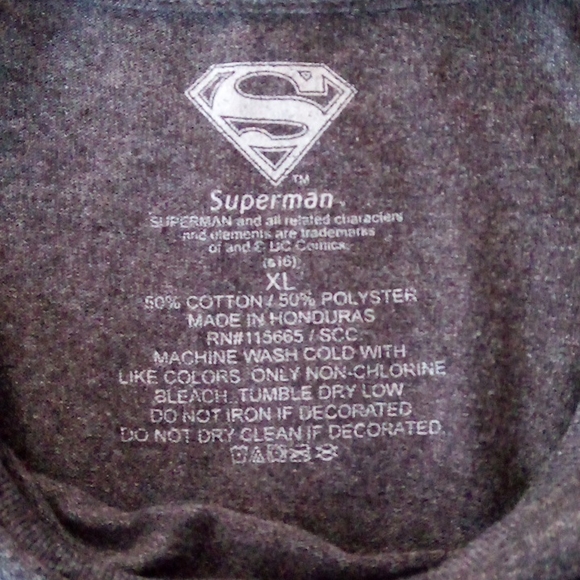 S
TM
Superman™
SUPERMAN and all related characters
and elements are trademarks
of and © DC Comics.
(s16)
XL
50% COTTON / 50% POLYSTER
MADE IN HONDURAS
RN#115665 / SCC
MACHINE WASH COLD WITH
LIKE COLORS. ONLY NON-CHLORINE
BLEACH. TUMBLE DRY LOW
DO NOT IRON IF DECORATED
DO NOT DRY CLEAN IF DECORATED.